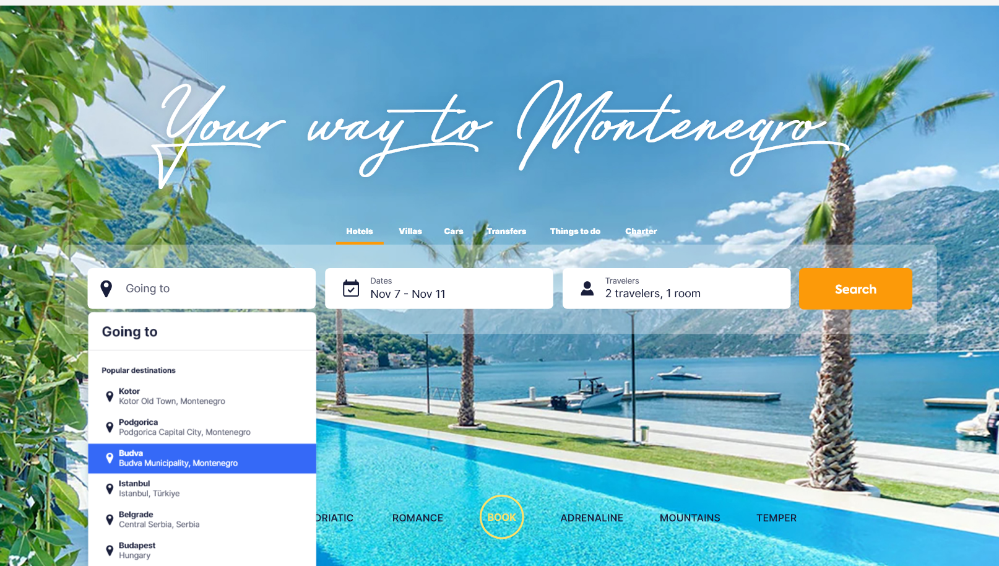 Your way to Montenegro
Hotels Villas Cars Transfers Things to do Charter
Going to
Dates
Nov 7 - Nov 11
Travelers
2 travelers, 1 room
Search
Going to
Popular destinations
Kotor
Kotor Old Town, Montenegro
Podgorica
Podgorica Capital City, Montenegro
Budva
Budva Municipality, Montenegro
Istanbul
Istanbul, Türkiye
Belgrade
Central Serbia, Serbia
Budapest
Hungary
DRIATIC ROMANCE BOOK ADRENALINE MOUNTAINS TEMPER